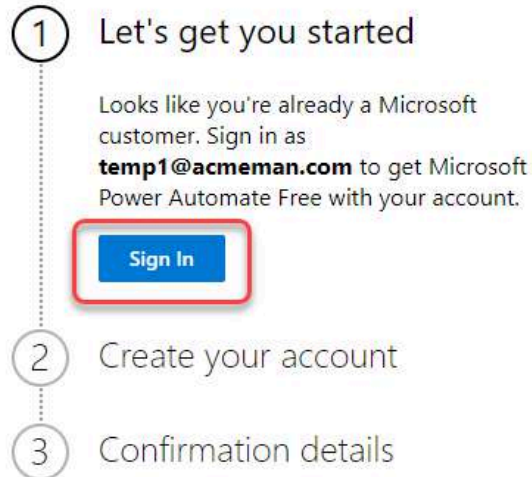 1 Let's get you started
Looks like you're already a Microsoft
customer. Sign in as
temp1@acmeman.com to get Microsoft
Power Automate Free with your account.
Sign In
2 Create your account
3 Confirmation details